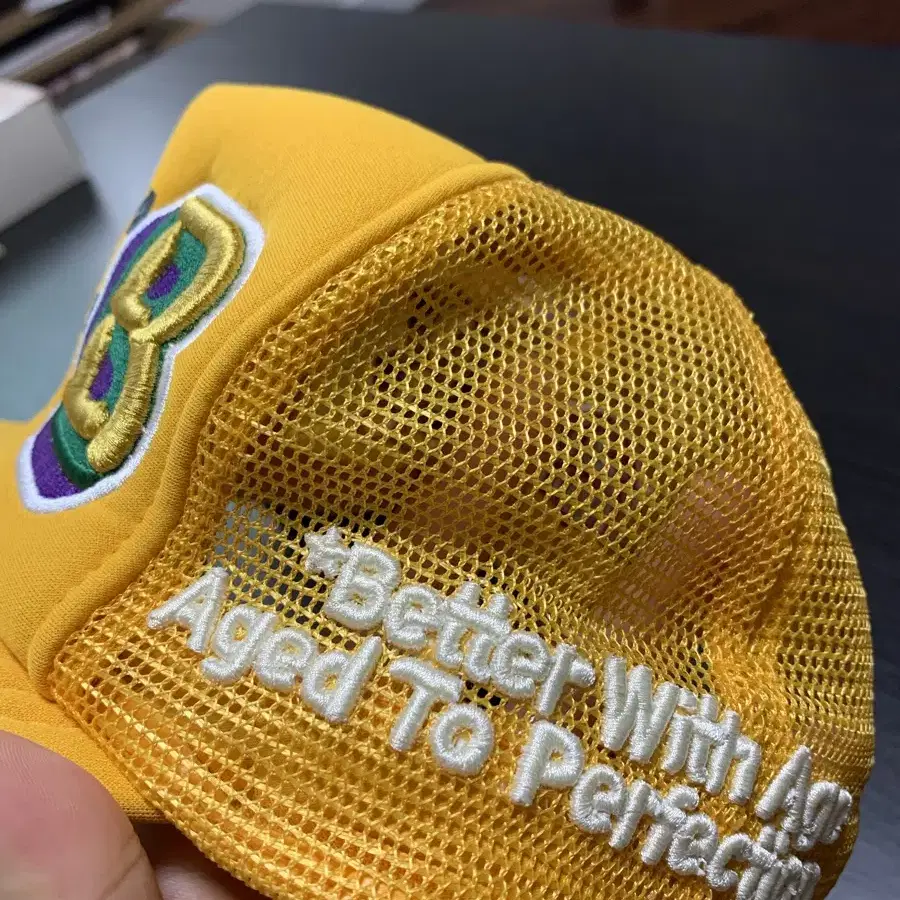 B
*Better With Age
Aged To Perfection